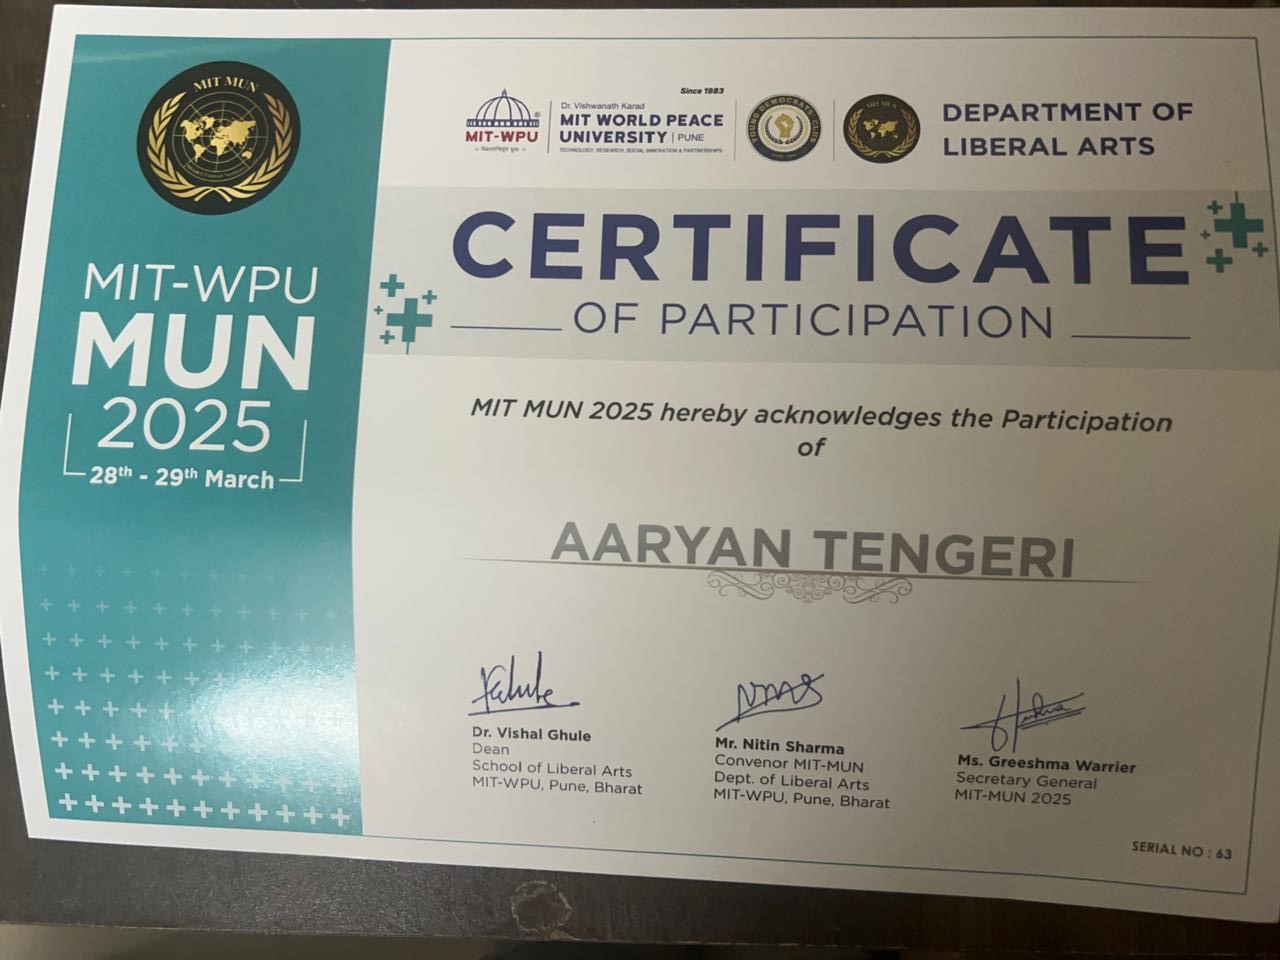 MIT MUN
Model United Nations
MIT-WPU
MUN
2025
28th - 29th March
Since 1983
Dr. Vishwanath Karad
MIT WORLD PEACE
UNIVERSITY | PUNE
TECHNOLOGY, RESEARCH, SOCIAL INNOVATION & PARTNERSHIPS
MIT-WPU
॥ विश्वशान्तिर्ध्रुवं ध्रुवा ॥
YOUNG DEMOCRATS CLUB
MIT MUN
DEPARTMENT OF
LIBERAL ARTS
CERTIFICATE
OF PARTICIPATION
MIT MUN 2025 hereby acknowledges the Participation
of
AARYAN TENGERI
Dr. Vishal Ghule
Dean
School of Liberal Arts
MIT-WPU, Pune, Bharat
Mr. Nitin Sharma
Convenor MIT-MUN
Dept. of Liberal Arts
MIT-WPU, Pune, Bharat
Ms. Greeshma Warrier
Secretary General
MIT-MUN 2025
SERIAL NO : 63